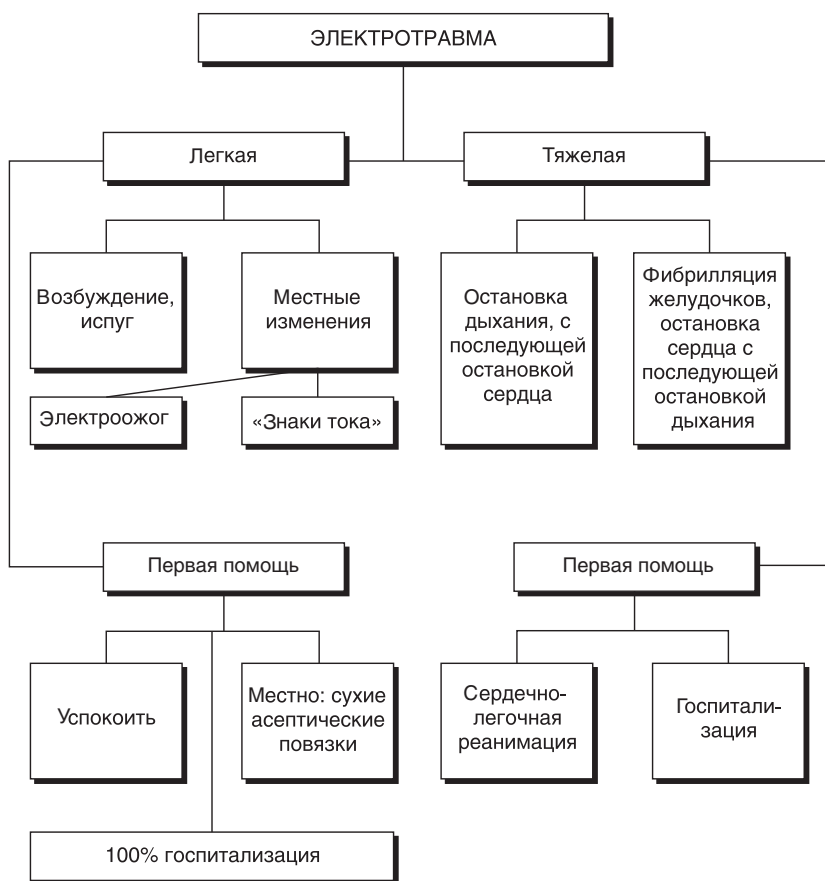 ЭЛЕКТРОТРАВМА
Легкая
Тяжелая
Возбуждение,
испуг
Местные
изменения
Остановка
дыхания, с
последующей
остановкой
сердца
Фибрилляция
желудочков,
остановка
сердца с
последующей
остановкой
дыхания
Электроожог
«Знаки тока»
Первая помощь
Первая помощь
Успокоить
Местно: сухие
асептические
повязки
Сердечно-
легочная
реанимация
Госпитали-
зация
100% госпитализация